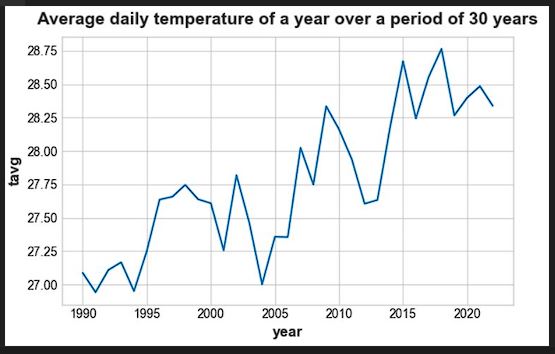 Average daily temperature of a year over a period of 30 years
28.75
28.50
28.25
28.00
27.75
27.50
27.25
27.00
tavg
1990 1995 2000 2005 2010 2015 2020
year